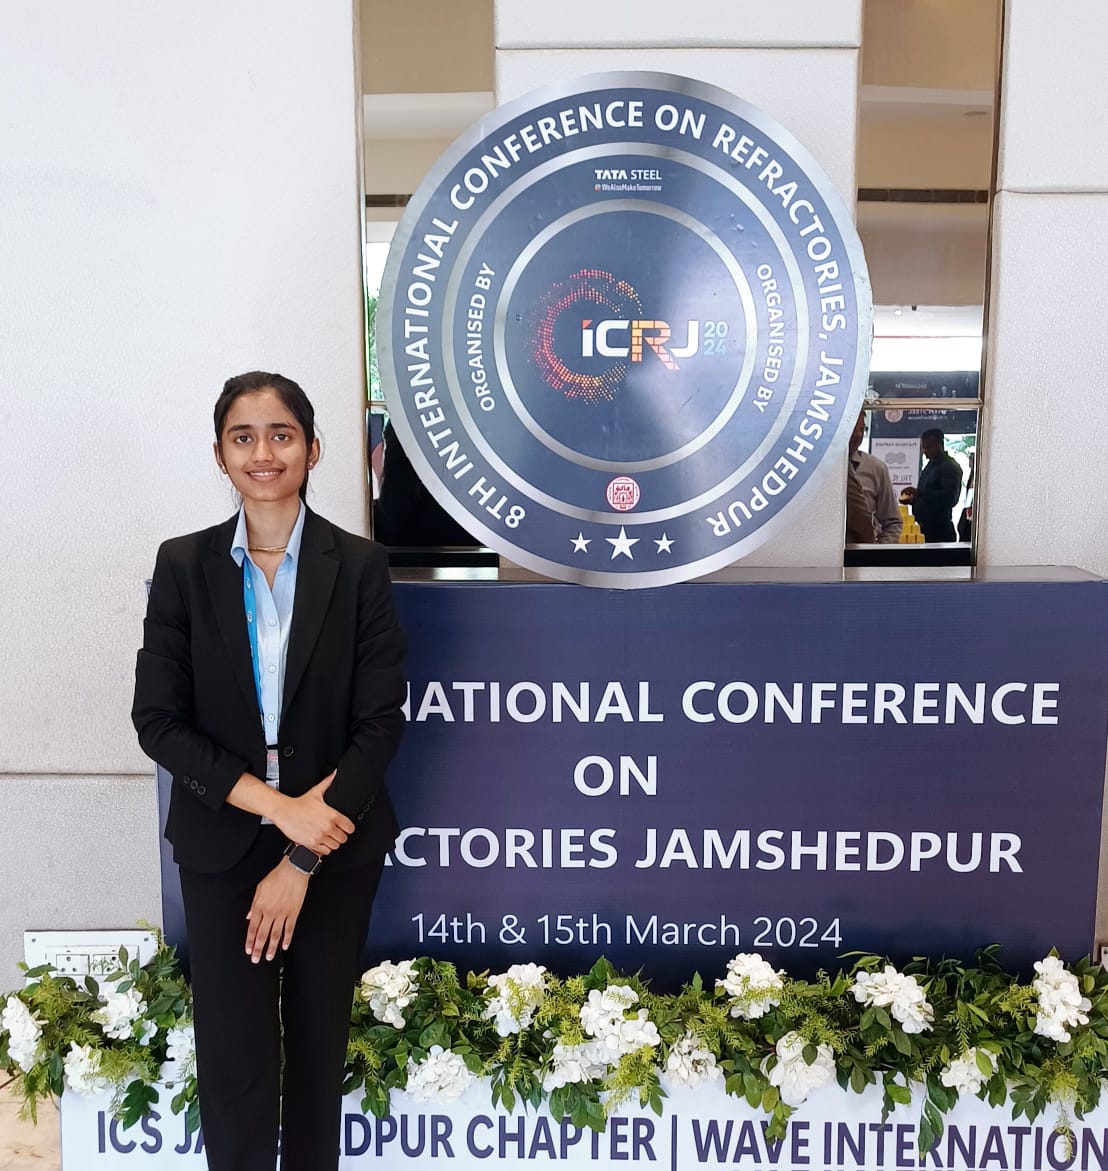 8TH INTERNATIONAL CONFERENCE ON REFRACTORIES, JAMSHEDPUR
TATA STEEL
#WeAlsoMakeTomorrow
ORGANISED BY
ORGANISED BY
iCRJ 2024
NATIONAL CONFERENCE
ON
ACTORIES JAMSHEDPUR
14th & 15th March 2024
ICS JA EDPUR CHAPTER | WAVE INTERNATION